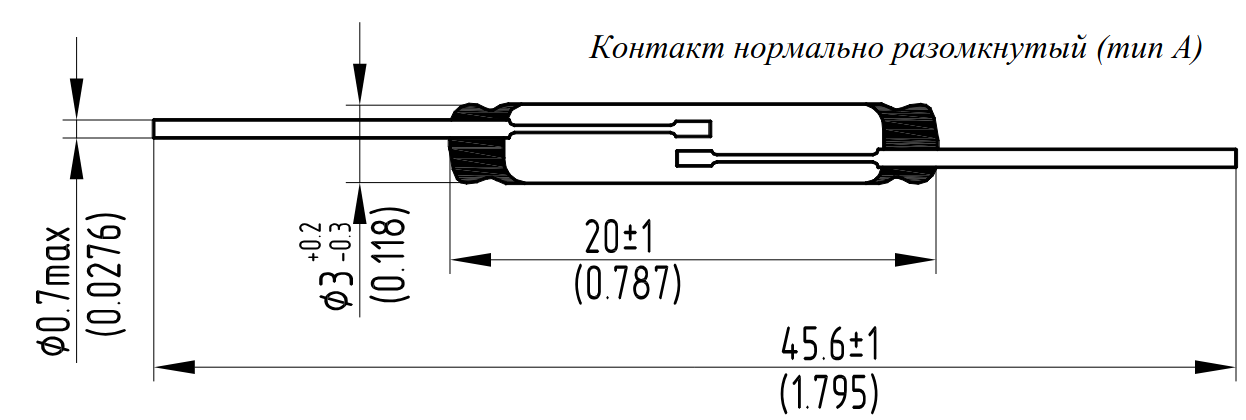 Контакт нормально разомкнутый (тип А)
ϕ0.7max
(0.0276)
ϕ3 +0.2 -0.3
(0.118)
20±1
(0.787)
45.6±1
(1.795)